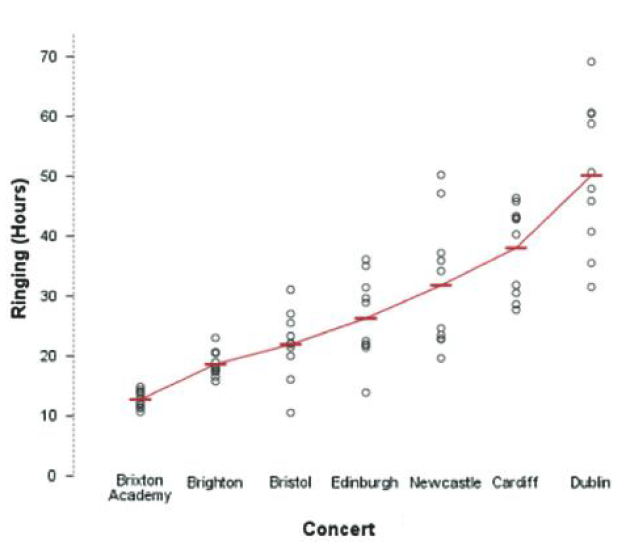 70
60
50
40
30
20
10
0
Ringing (Hours)
Brixton
Academy
Brighton
Bristol
Edinburgh
Newcastle
Cardiff
Dublin
Concert